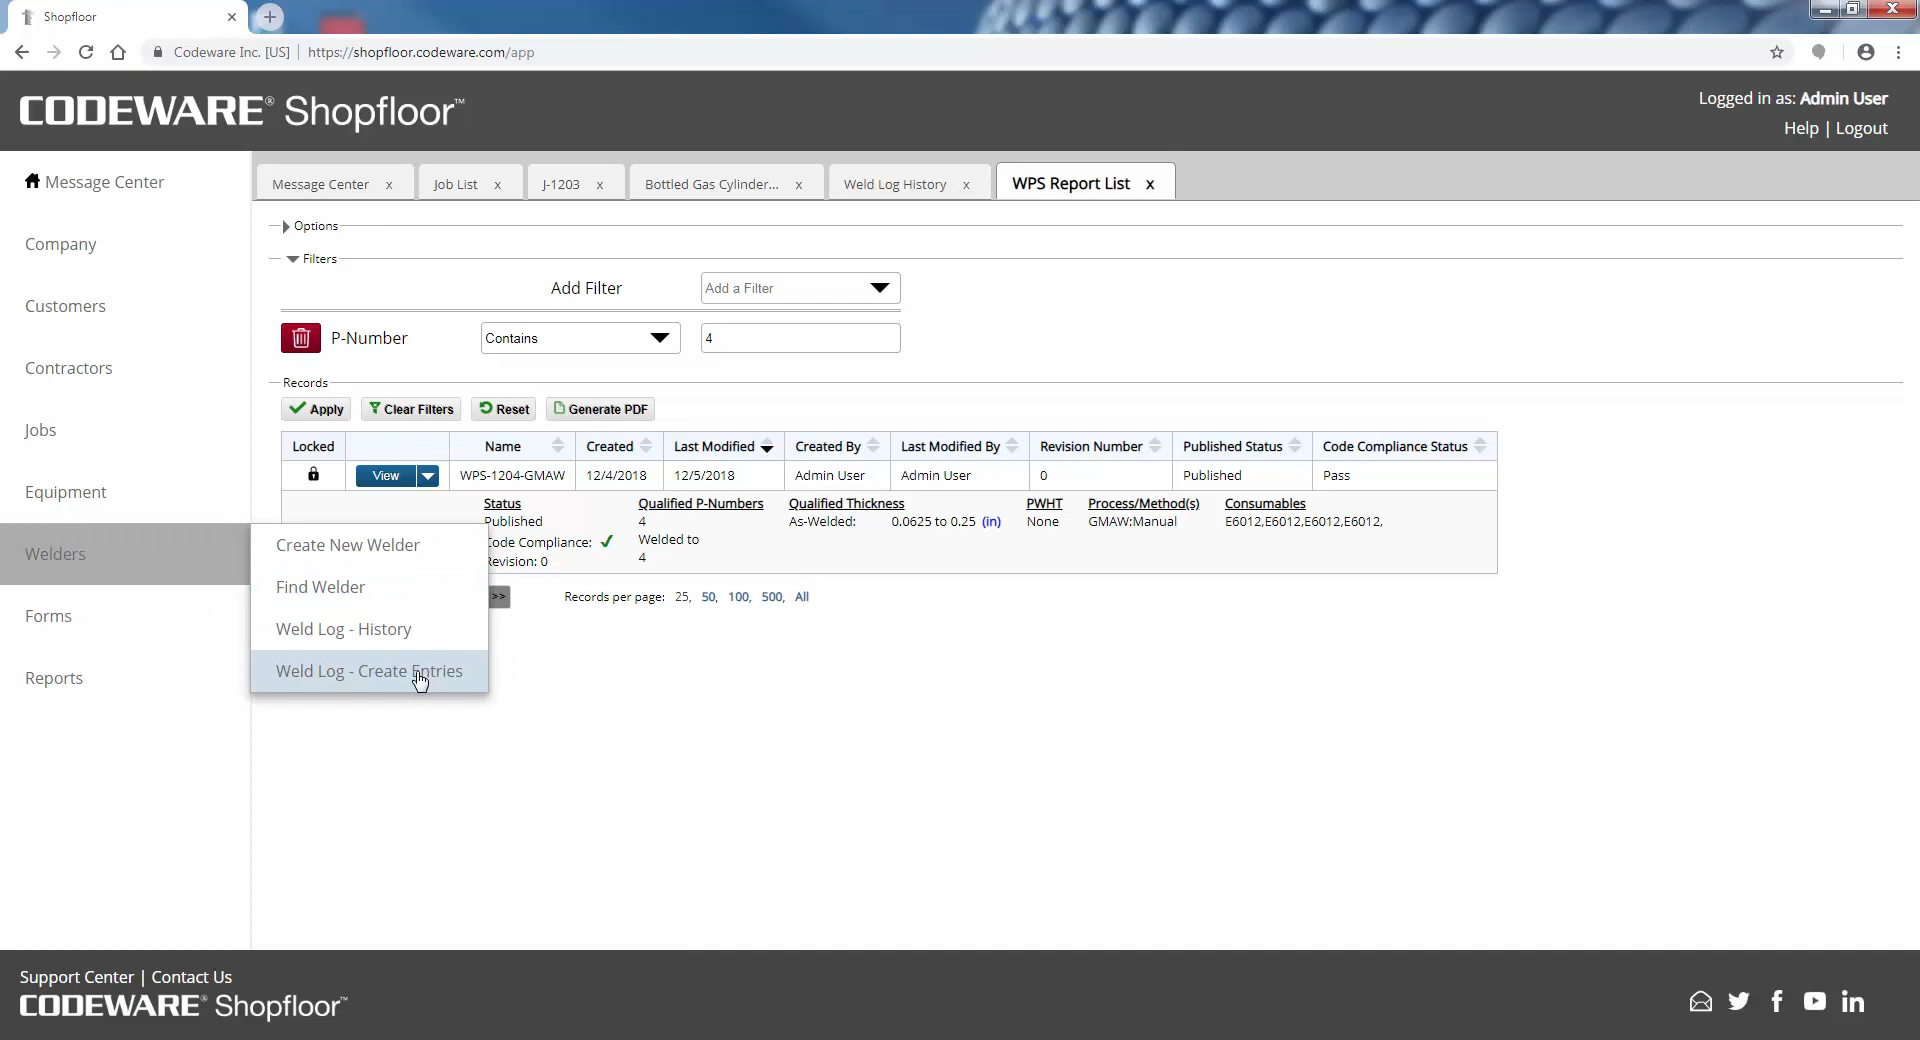 Shopfloor x +
Codeware Inc. [US] | https://shopfloor.codeware.com/app
CODEWARE® Shopfloor™
Logged in as: Admin User
Help | Logout
Message Center
Company
Customers
Contractors
Jobs
Equipment
Welders
Forms
Reports
Message Center x Job List x J-1203 x Bottled Gas Cylinder... x Weld Log History x WPS Report List x
Options
Filters
Add Filter Add a Filter
P-Number Contains 4
Records
Apply Clear Filters Reset Generate PDF
Locked Name Created Last Modified Created By Last Modified By Revision Number Published Status Code Compliance Status
View WPS-1204-GMAW 12/4/2018 12/5/2018 Admin User Admin User 0 Published Pass
Status Qualified P-Numbers Qualified Thickness PWHT Process/Method(s) Consumables
Published 4 As-Welded: 0.0625 to 0.25 (in) None GMAW:Manual E6012,E6012,E6012,E6012,
Code Compliance: Welded to
Revision: 0 4
Create New Welder
Find Welder
Weld Log - History
Weld Log - Create Entries
>> Records per page: 25, 50, 100, 500, All
Support Center | Contact Us
CODEWARE® Shopfloor™